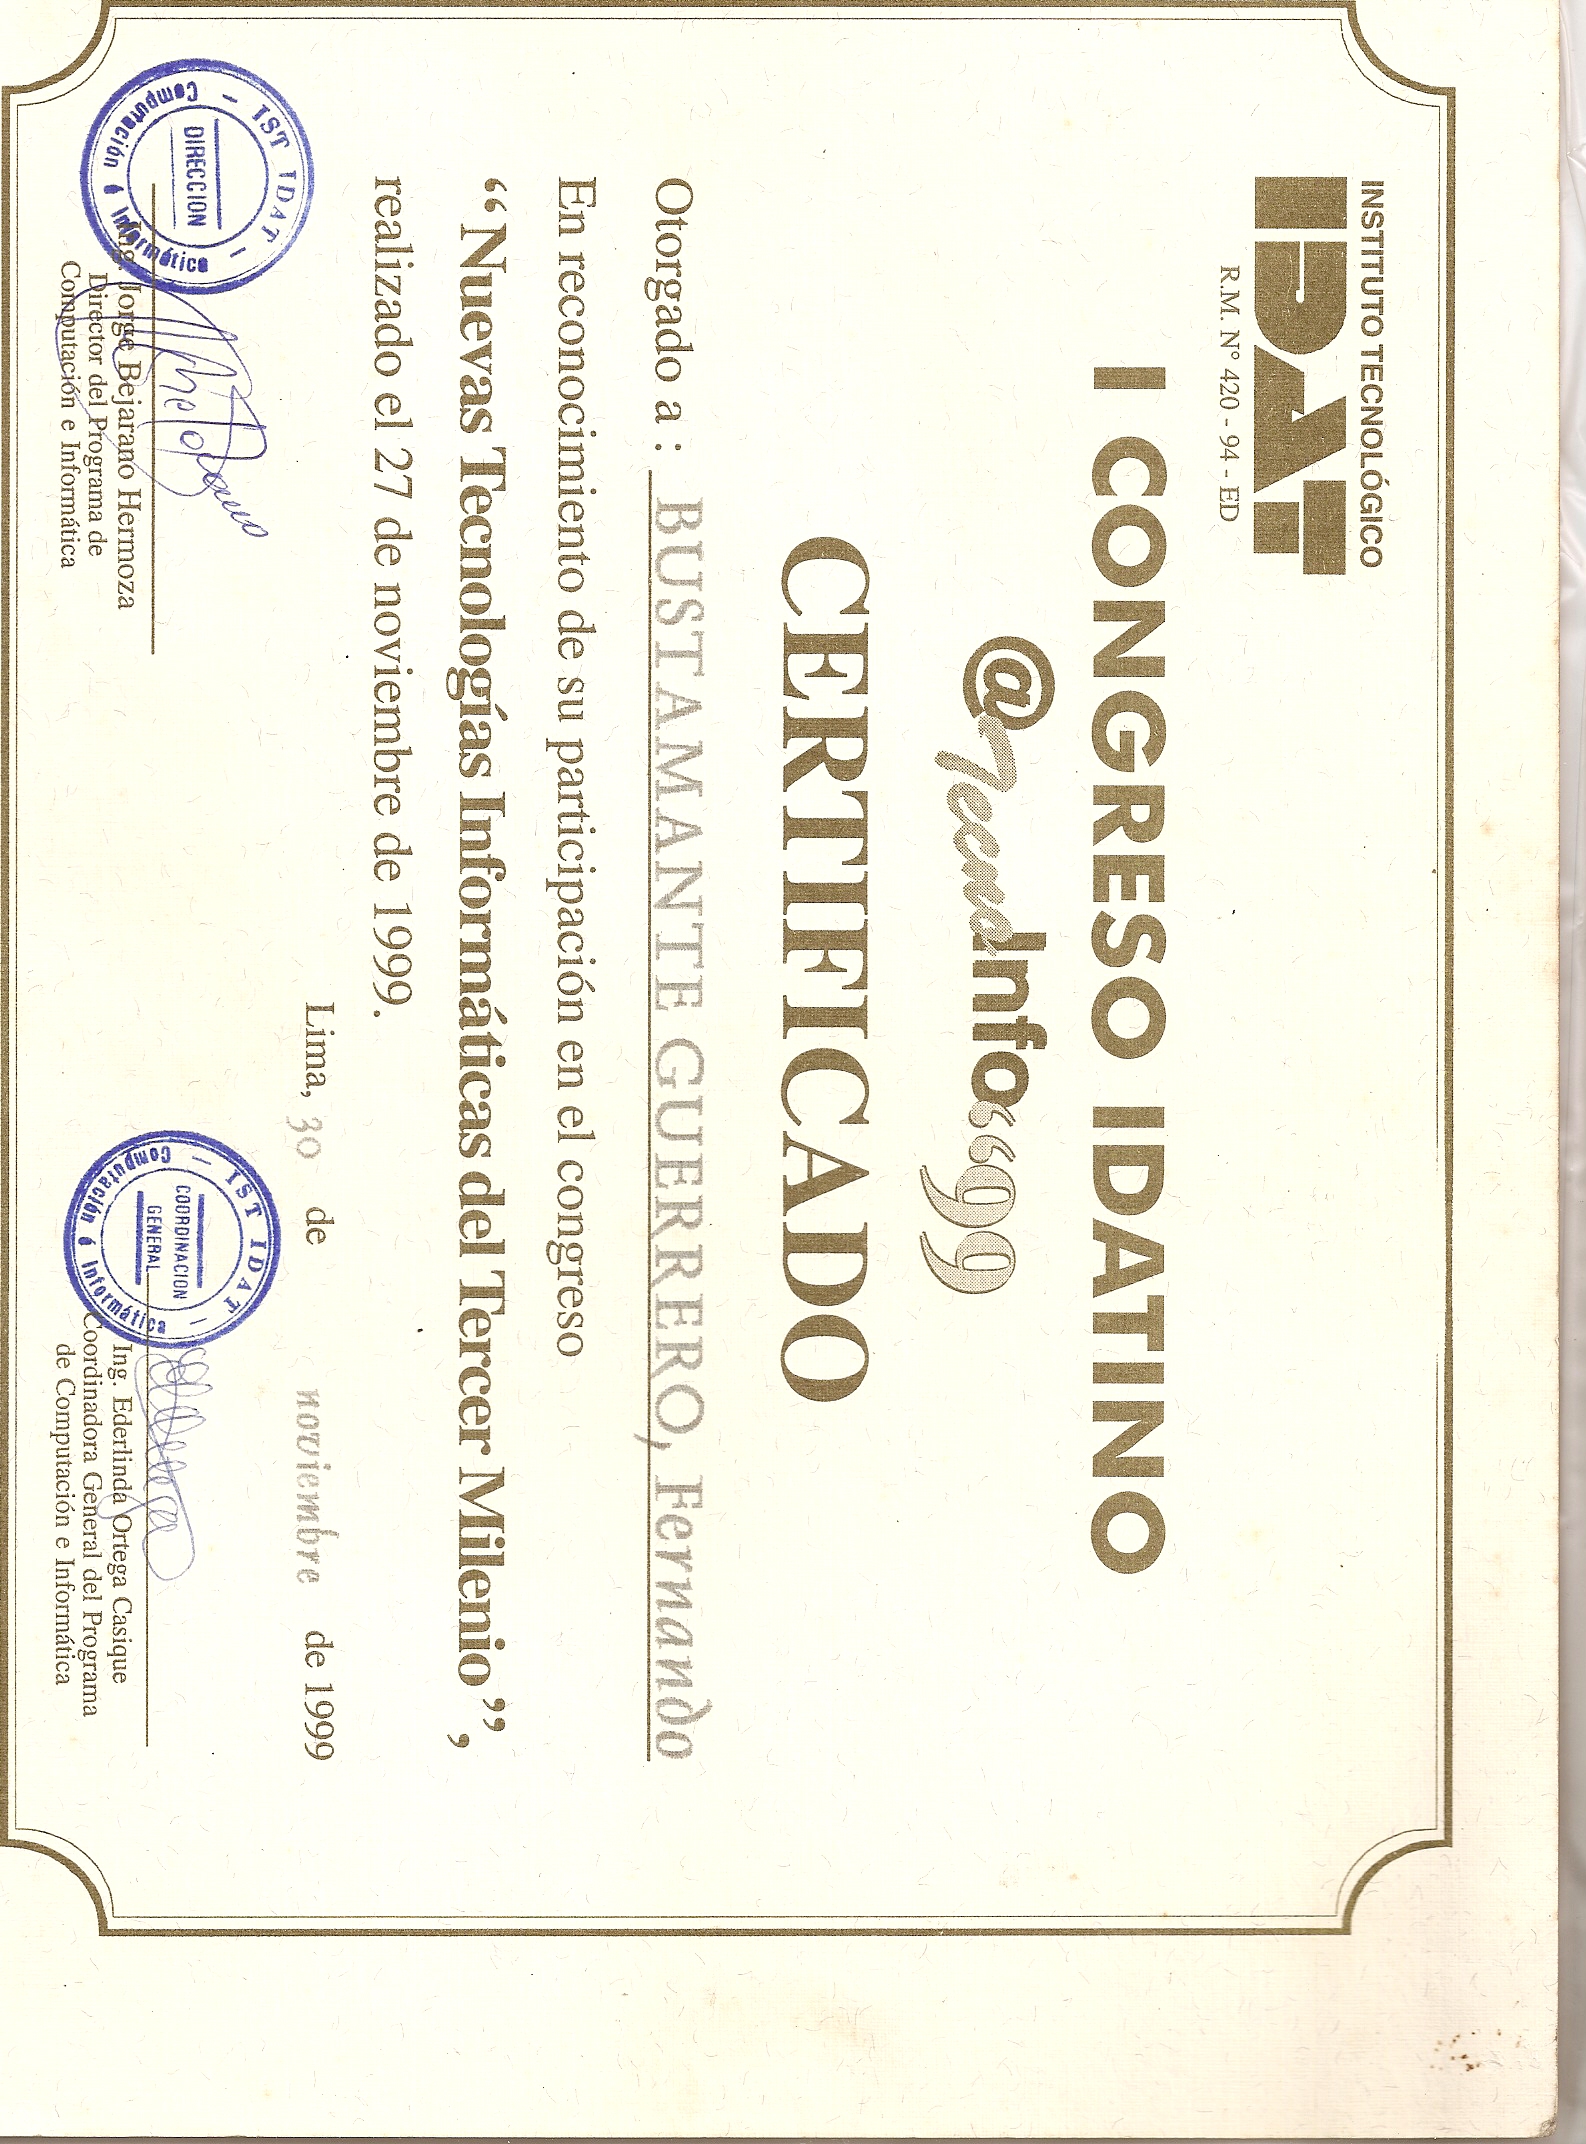 INSTITUTO TECNOLÓGICO
IDAT
R.M. N° 420 - 94 - ED
I CONGRESO IDATINO
@TecnoInfo“99
CERTIFICADO
Otorgado a : BUSTAMANTE GUERRERO, Fernando
En reconocimiento de su participación en el congreso
“Nuevas Tecnologías Informáticas del Tercer Milenio”,
realizado el 27 de noviembre de 1999.
Lima, 30 de noviembre de 1999
IST IDAT
DIRECCION
Computación é Informática
Ing. Jorge Bejarano Hermoza
Director del Programa de
Computación e Informática
IST IDAT
COORDINACION
GENERAL
Computación é Informática
Ing. Ederlinda Ortega Casique
Coordinadora General del Programa
de Computación e Informática